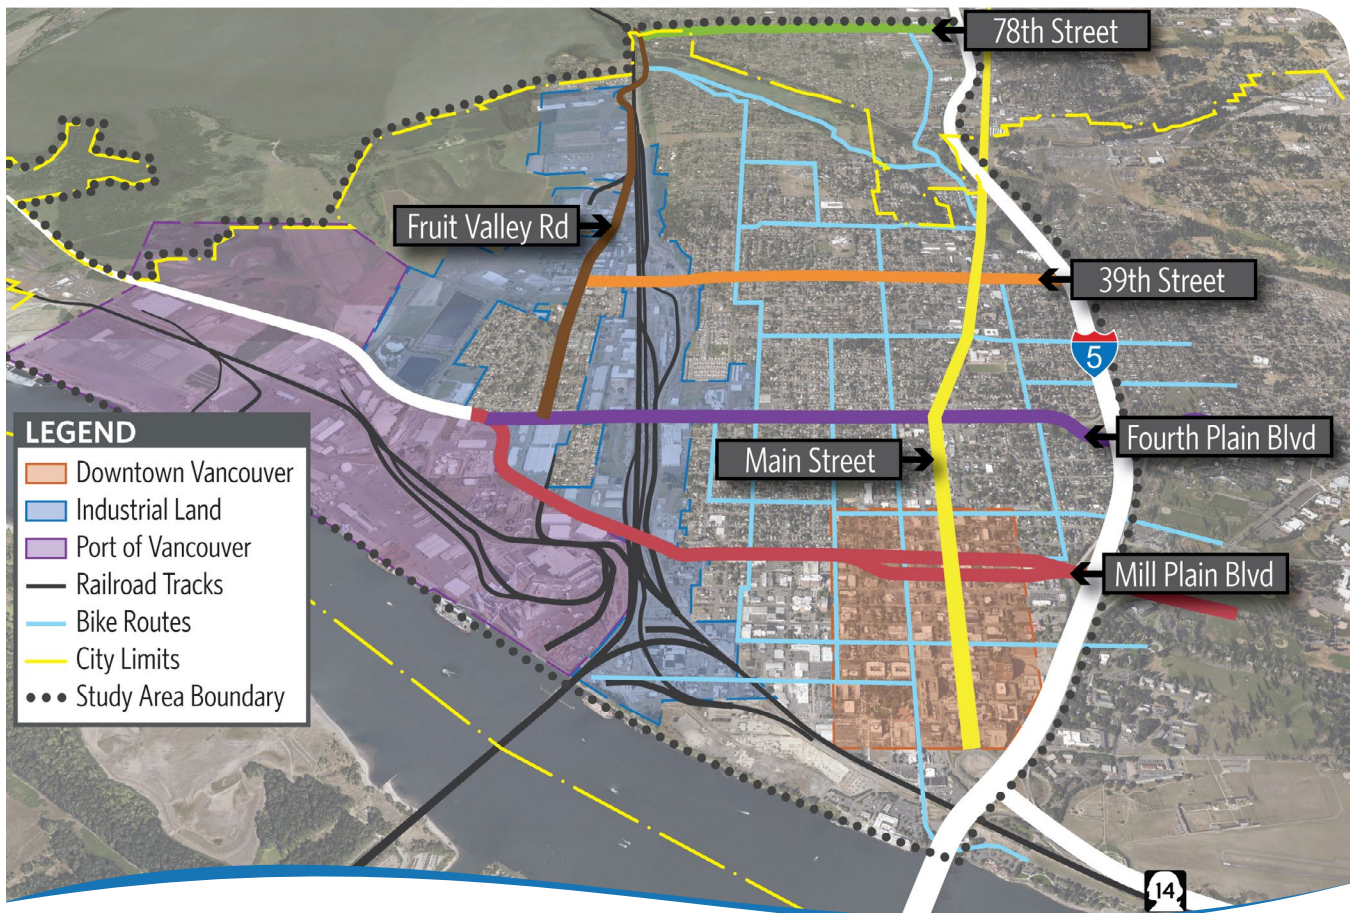 78th Street
Fruit Valley Rd
39th Street
5
LEGEND
Downtown Vancouver
Industrial Land
Port of Vancouver
Railroad Tracks
Bike Routes
City Limits
Study Area Boundary
Main Street
Fourth Plain Blvd
Mill Plain Blvd
14